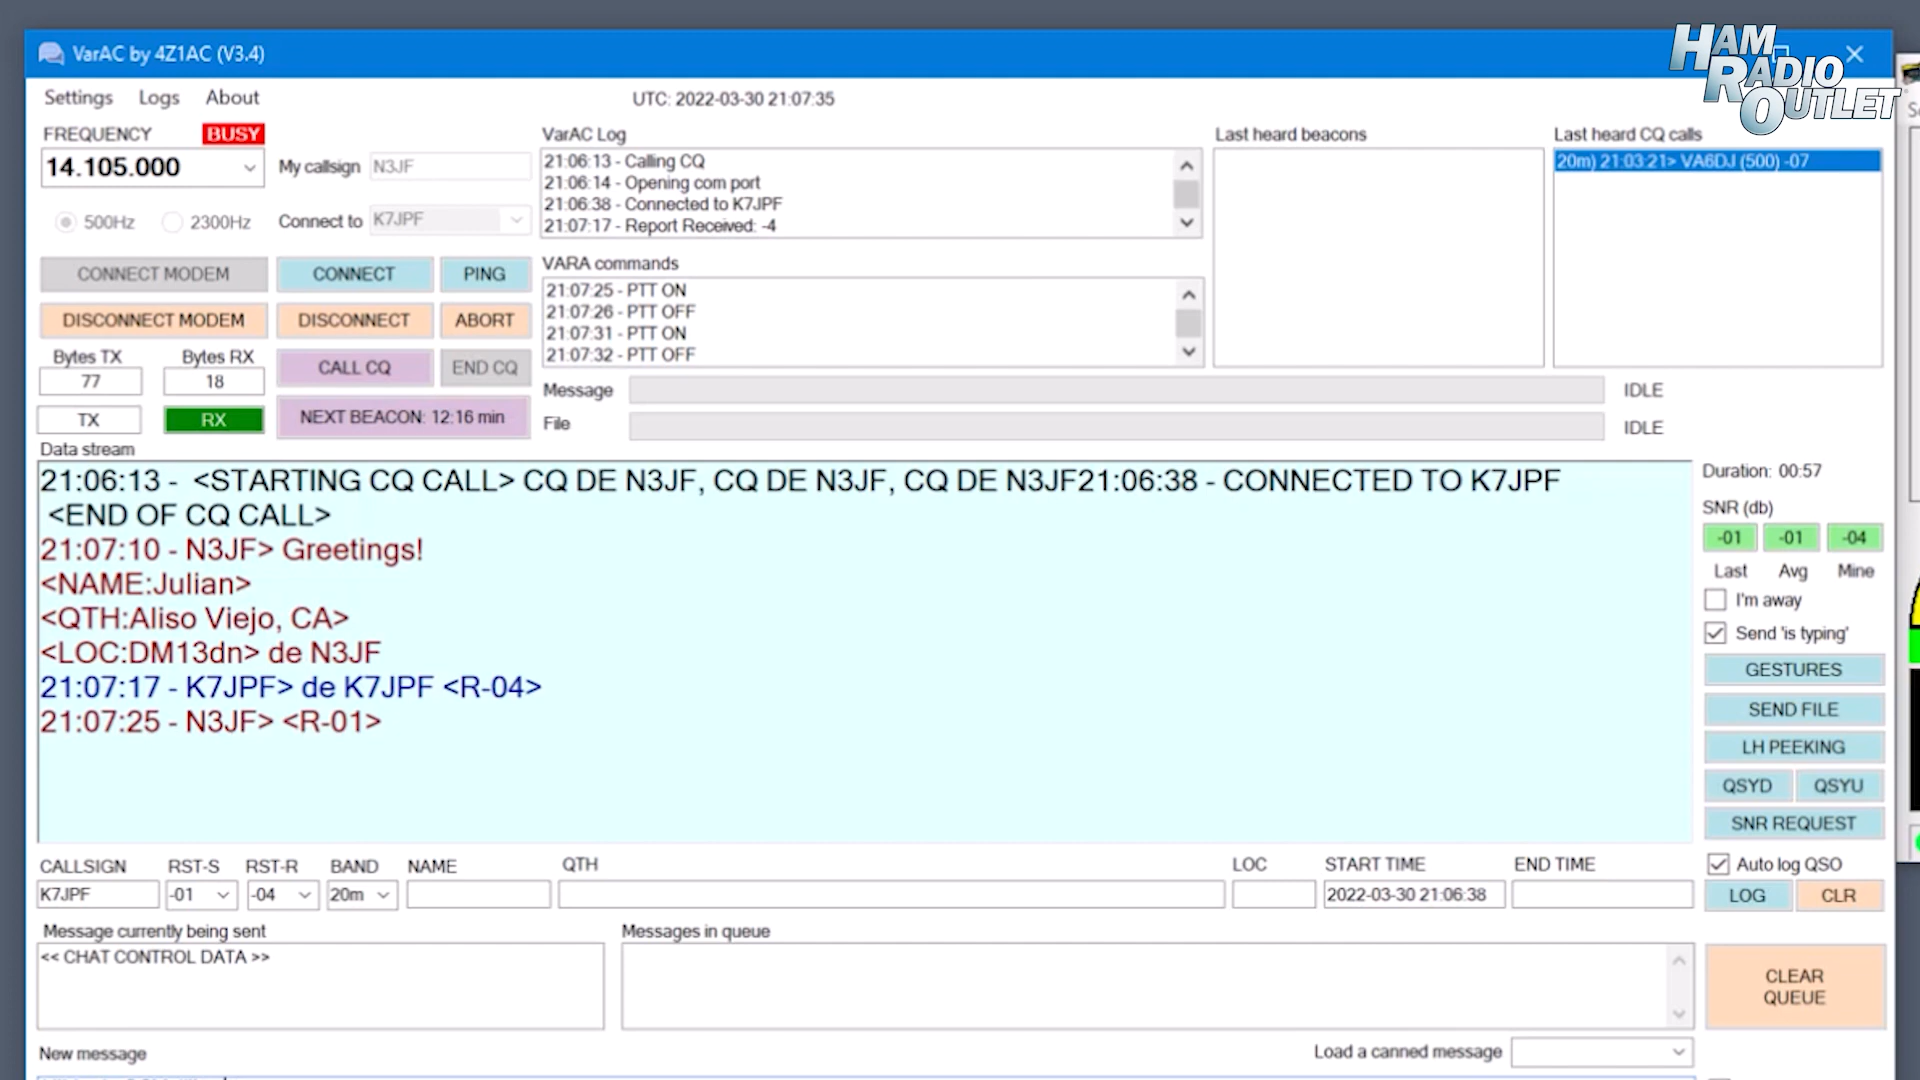 VarAC by 4Z1AC (V3.4)
HAM
RADIO
OUTLET
Settings Logs About
UTC: 2022-03-30 21:07:35
FREQUENCY BUSY
14.105.000
My callsign N3JF
500Hz 2300Hz
Connect to K7JPF
CONNECT MODEM CONNECT PING
DISCONNECT MODEM DISCONNECT ABORT
Bytes TX Bytes RX
77 18
CALL CQ END CQ
TX RX
NEXT BEACON: 12:16 min
VarAC Log
21:06:13 - Calling CQ
21:06:14 - Opening com port
21:06:38 - Connected to K7JPF
21:07:17 - Report Received: -4
VARA commands
21:07:25 - PTT ON
21:07:26 - PTT OFF
21:07:31 - PTT ON
21:07:32 - PTT OFF
Last heard beacons
Last heard CQ calls
20m) 21:03:21> VA6DJ (500) -07
Message IDLE
File IDLE
Data stream
21:06:13 - <STARTING CQ CALL> CQ DE N3JF, CQ DE N3JF, CQ DE N3JF21:06:38 - CONNECTED TO K7JPF
<END OF CQ CALL>
21:07:10 - N3JF> Greetings!
<NAME:Julian>
<QTH:Aliso Viejo, CA>
<LOC:DM13dn> de N3JF
21:07:17 - K7JPF> de K7JPF <R-04>
21:07:25 - N3JF> <R-01>
Duration: 00:57
SNR (db)
-01 -01 -04
Last Avg Mine
I'm away
Send 'is typing'
GESTURES
SEND FILE
LH PEEKING
QSYD QSYU
SNR REQUEST
CALLSIGN RST-S RST-R BAND NAME QTH LOC START TIME END TIME
K7JPF -01 -04 20m 2022-03-30 21:06:38
Auto log QSO
LOG CLR
Message currently being sent
<< CHAT CONTROL DATA >>
Messages in queue
CLEAR
QUEUE
New message
Load a canned message